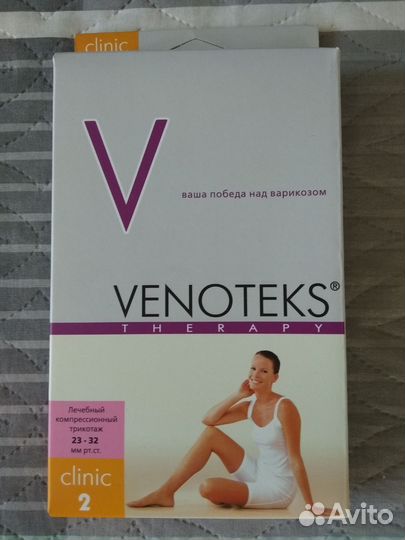 clinic
V
ваша победа над варикозом
VENOTEKS®
THERAPY
Лечебный
компрессионный
трикотаж
23 - 32
мм рт.ст.
clinic
2
Avito